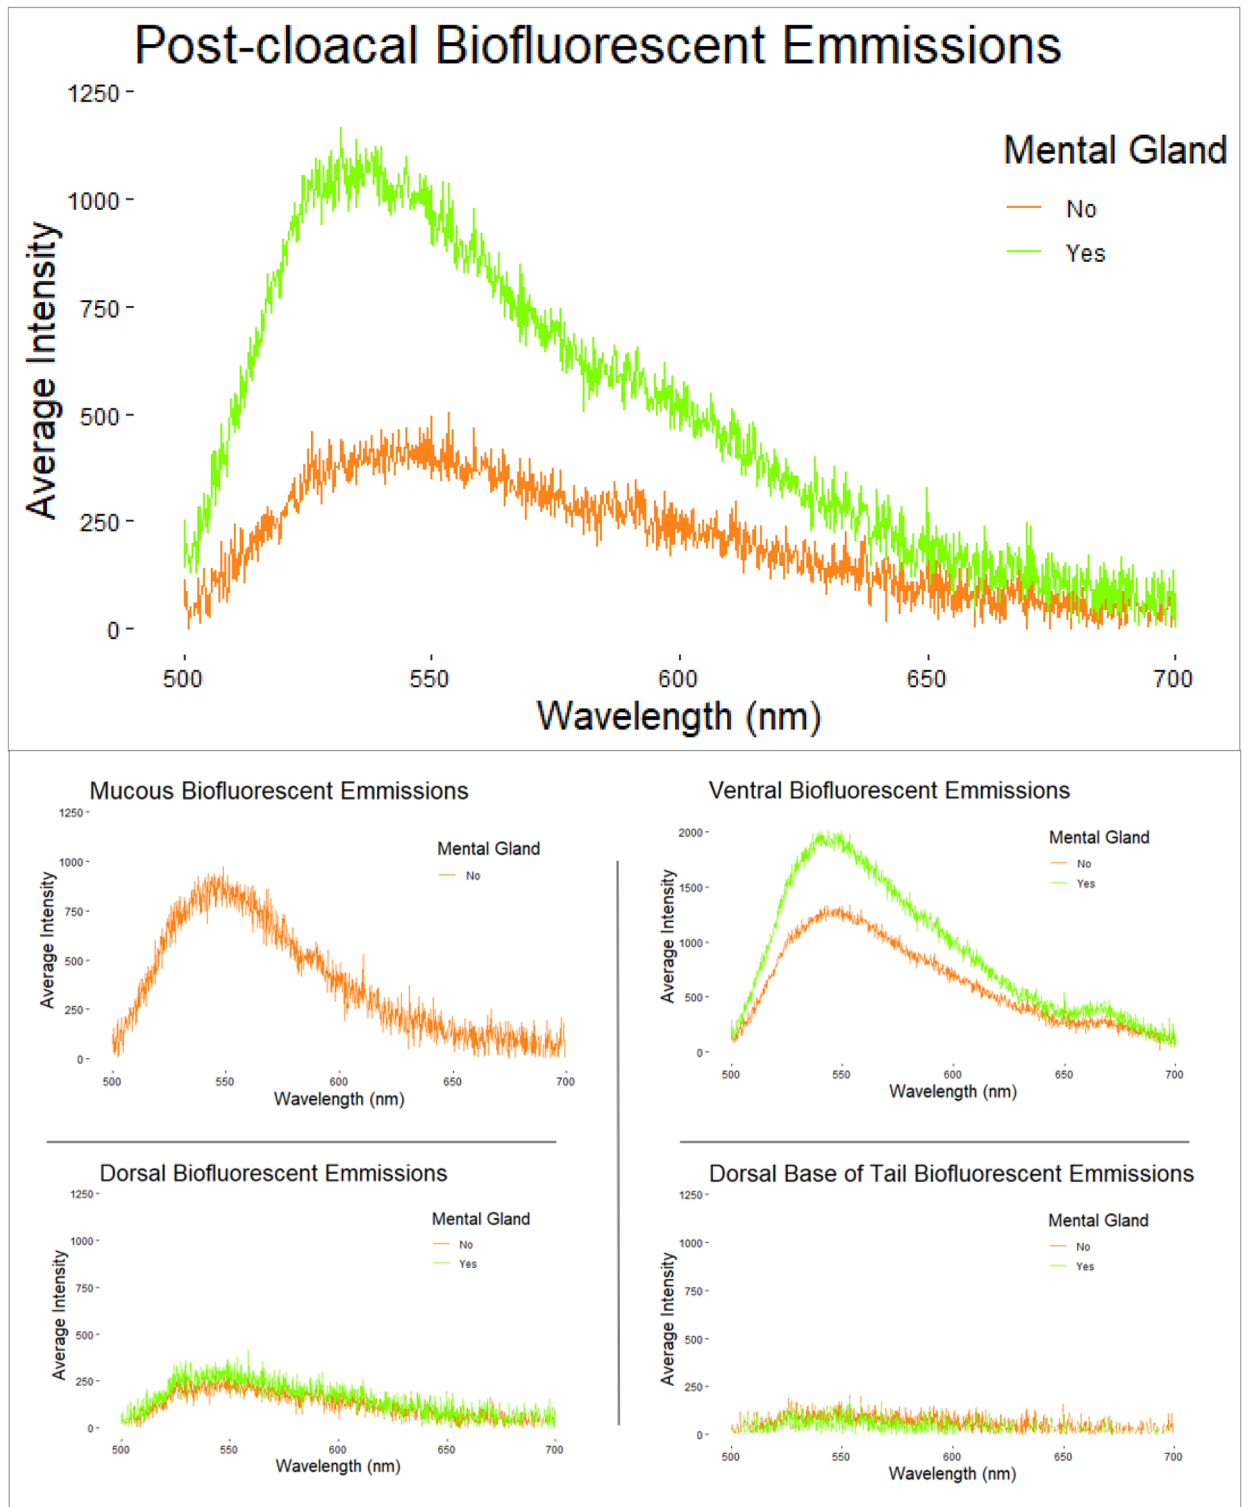 Post-cloacal Biofluorescent Emmissions
1250
1000
750
500
250
0
Average Intensity
500 550 600 650 700
Wavelength (nm)
Mental Gland
No
Yes
Mucous Biofluorescent Emmissions
1250
1000
750
500
250
0
Average Intensity
500 550 600 650 700
Wavelength (nm)
Mental Gland
No
Ventral Biofluorescent Emmissions
2000
1500
1000
500
0
Average Intensity
500 550 600 650 700
Wavelength (nm)
Mental Gland
No
Yes
Dorsal Biofluorescent Emmissions
1250
1000
750
500
250
0
Average Intensity
500 550 600 650 700
Wavelength (nm)
Mental Gland
No
Yes
Dorsal Base of Tail Biofluorescent Emmissions
1250
1000
750
500
250
0
Average Intensity
500 550 600 650 700
Wavelength (nm)
Mental Gland
No
Yes